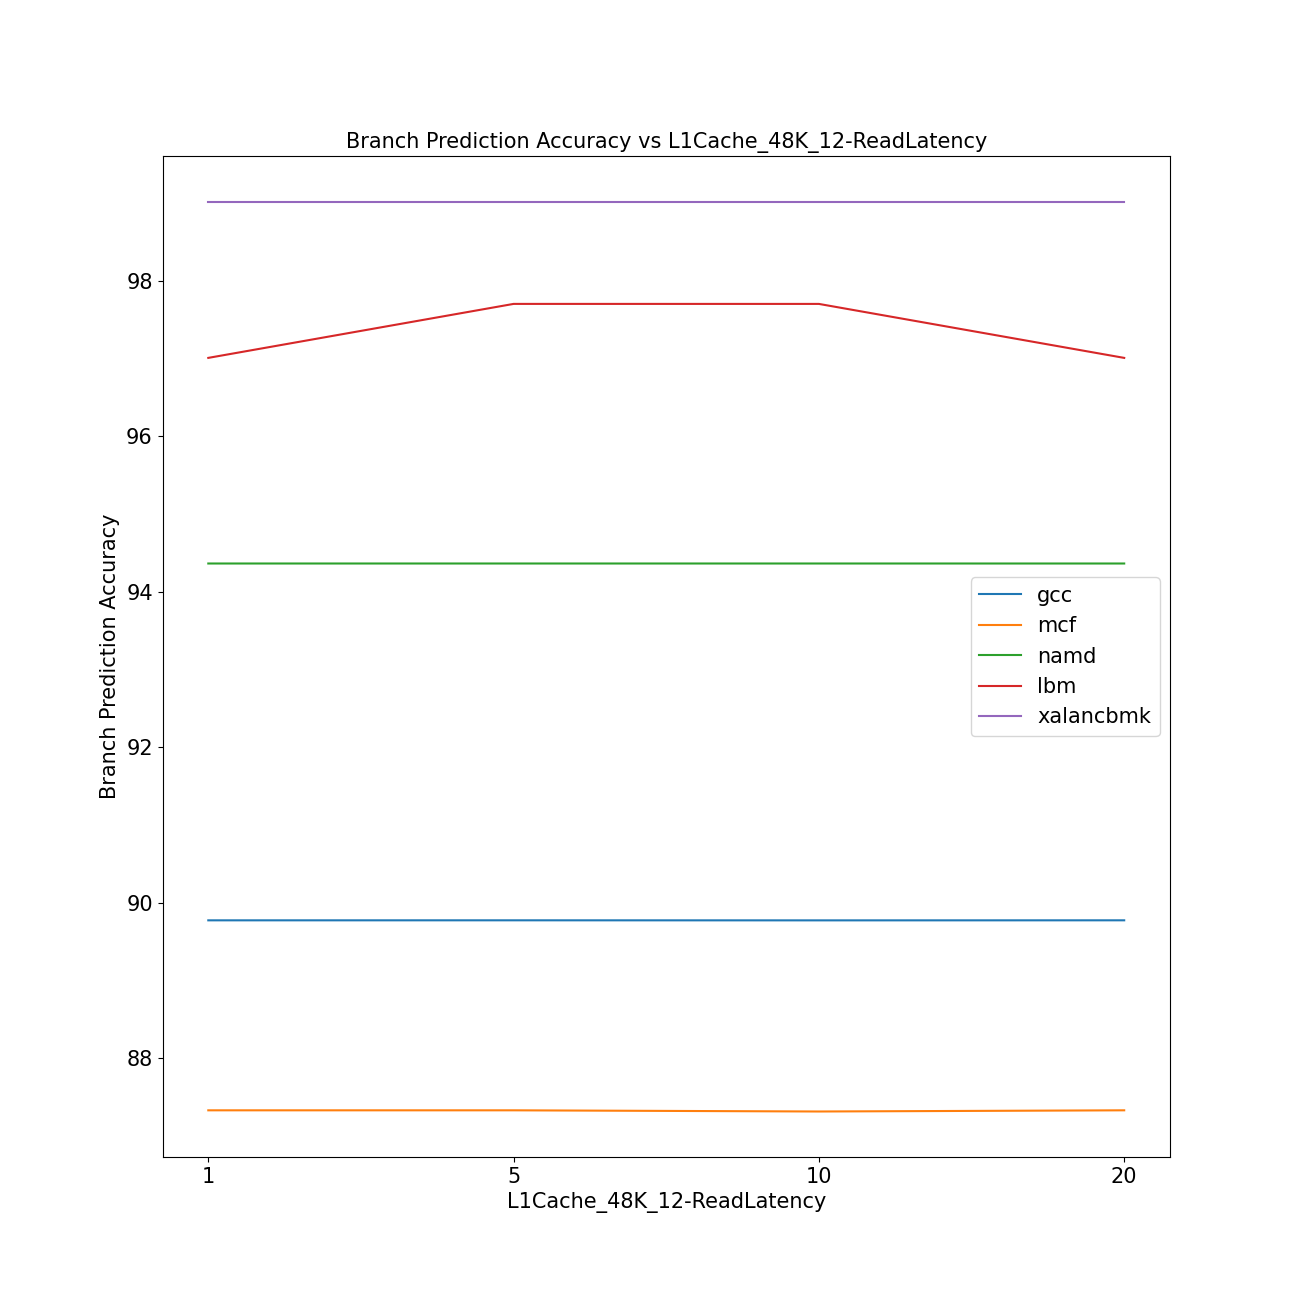 Branch Prediction Accuracy vs L1Cache_48K_12-ReadLatency
98
96
94
92
90
88
Branch Prediction Accuracy
gcc
mcf
namd
lbm
xalancbmk
1 5 10 20
L1Cache_48K_12-ReadLatency